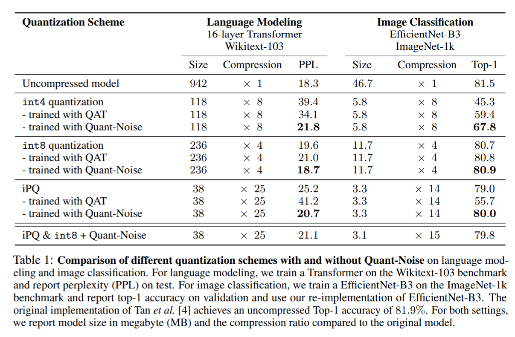 Quantization Scheme Language Modeling Image Classification
16-layer Transformer EfficientNet-B3
Wikitext-103 ImageNet-1k
Size Compression PPL Size Compression Top-1
Uncompressed model 942 × 1 18.3 46.7 × 1 81.5
int4 quantization 118 × 8 39.4 5.8 × 8 45.3
- trained with QAT 118 × 8 34.1 5.8 × 8 59.4
- trained with Quant-Noise 118 × 8 21.8 5.8 × 8 67.8
int8 quantization 236 × 4 19.6 11.7 × 4 80.7
- trained with QAT 236 × 4 21.0 11.7 × 4 80.8
- trained with Quant-Noise 236 × 4 18.7 11.7 × 4 80.9
iPQ 38 × 25 25.2 3.3 × 14 79.0
- trained with QAT 38 × 25 41.2 3.3 × 14 55.7
- trained with Quant-Noise 38 × 25 20.7 3.3 × 14 80.0
iPQ & int8 + Quant-Noise 38 × 25 21.1 3.1 × 15 79.8
Table 1: Comparison of different quantization schemes with and without Quant-Noise on language mod-
eling and image classification. For language modeling, we train a Transformer on the Wikitext-103 benchmark
and report perplexity (PPL) on test. For image classification, we train a EfficientNet-B3 on the ImageNet-1k
benchmark and report top-1 accuracy on validation and use our re-implementation of EfficientNet-B3. The
original implementation of Tan et al. [4] achieves an uncompressed Top-1 accuracy of 81.9%. For both settings,
we report model size in megabyte (MB) and the compression ratio compared to the original model.